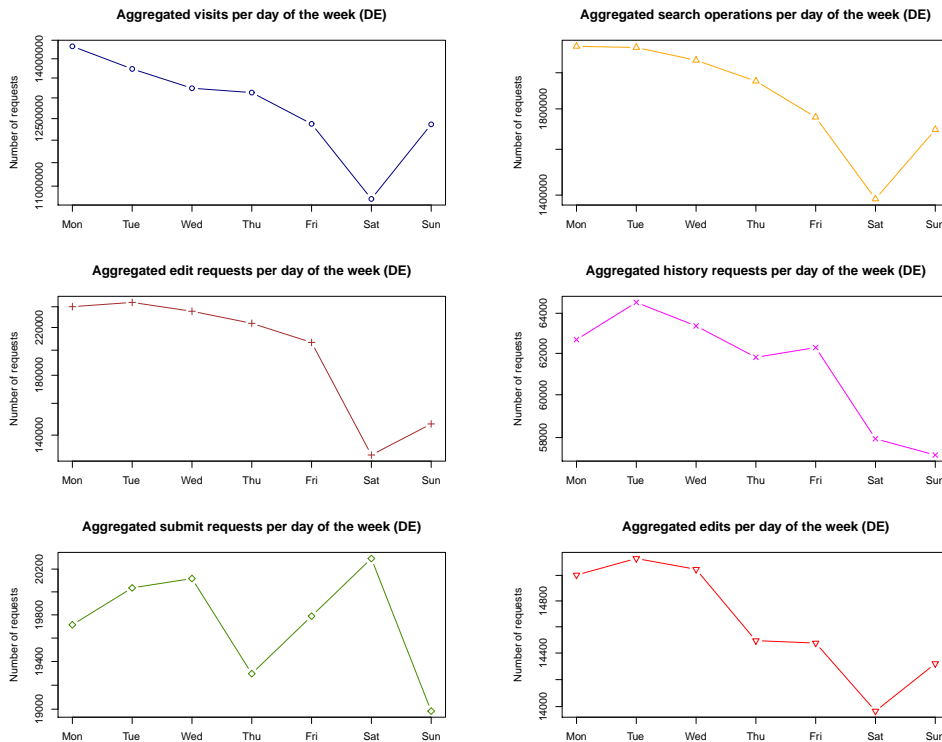 Aggregated visits per day of the week (DE)
Number of requests
14000000
12500000
11000000
Mon Tue Wed Thu Fri Sat Sun
Aggregated search operations per day of the week (DE)
Number of requests
1800000
1400000
Mon Tue Wed Thu Fri Sat Sun
Aggregated edit requests per day of the week (DE)
Number of requests
220000
180000
140000
Mon Tue Wed Thu Fri Sat Sun
Aggregated history requests per day of the week (DE)
Number of requests
64000
62000
60000
58000
Mon Tue Wed Thu Fri Sat Sun
Aggregated submit requests per day of the week (DE)
Number of requests
20200
19800
19400
19000
Mon Tue Wed Thu Fri Sat Sun
Aggregated edits per day of the week (DE)
Number of requests
14800
14400
14000
Mon Tue Wed Thu Fri Sat Sun